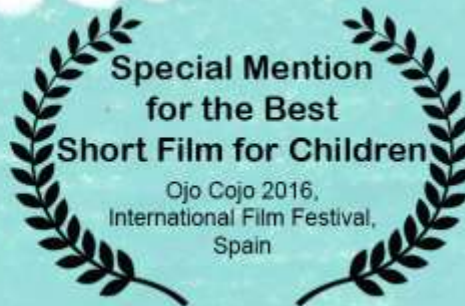 Special Mention
for the Best
Short Film for Children
Ojo Cojo 2016,
International Film Festival,
Spain